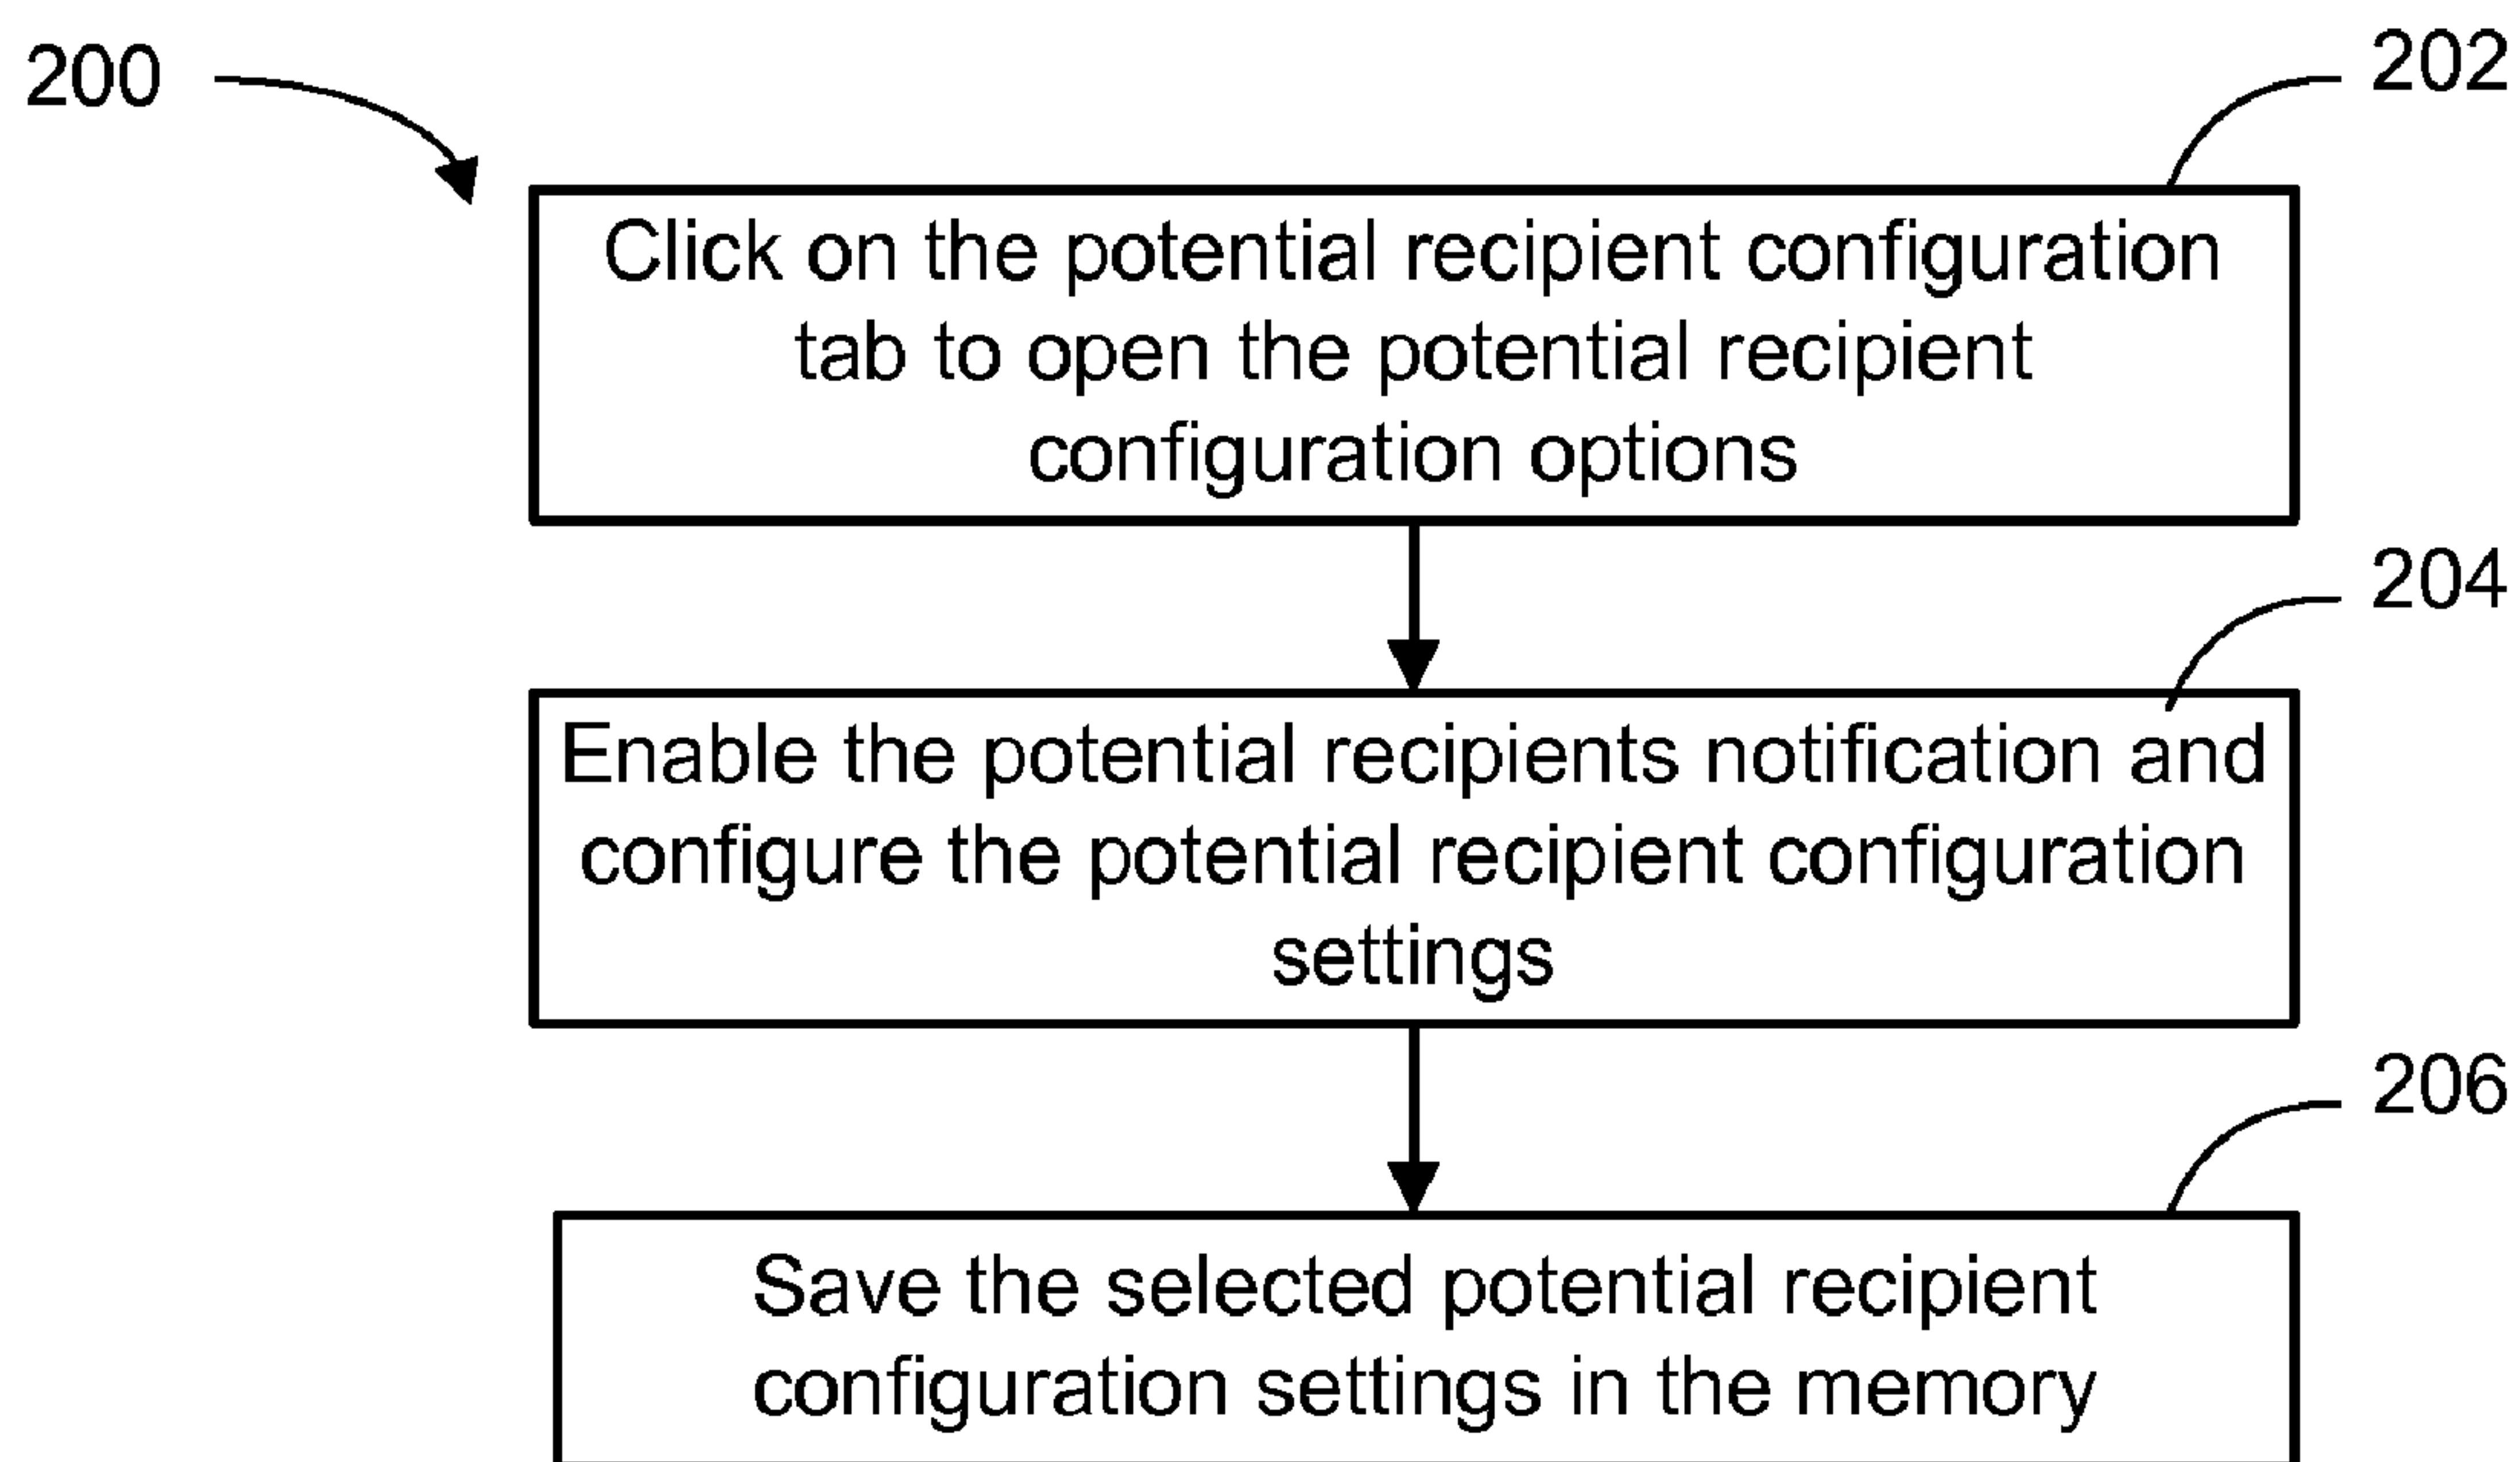 200
202
Click on the potential recipient configuration
tab to open the potential recipient
configuration options
204
Enable the potential recipients notification and
configure the potential recipient configuration
settings
206
Save the selected potential recipient
configuration settings in the memory